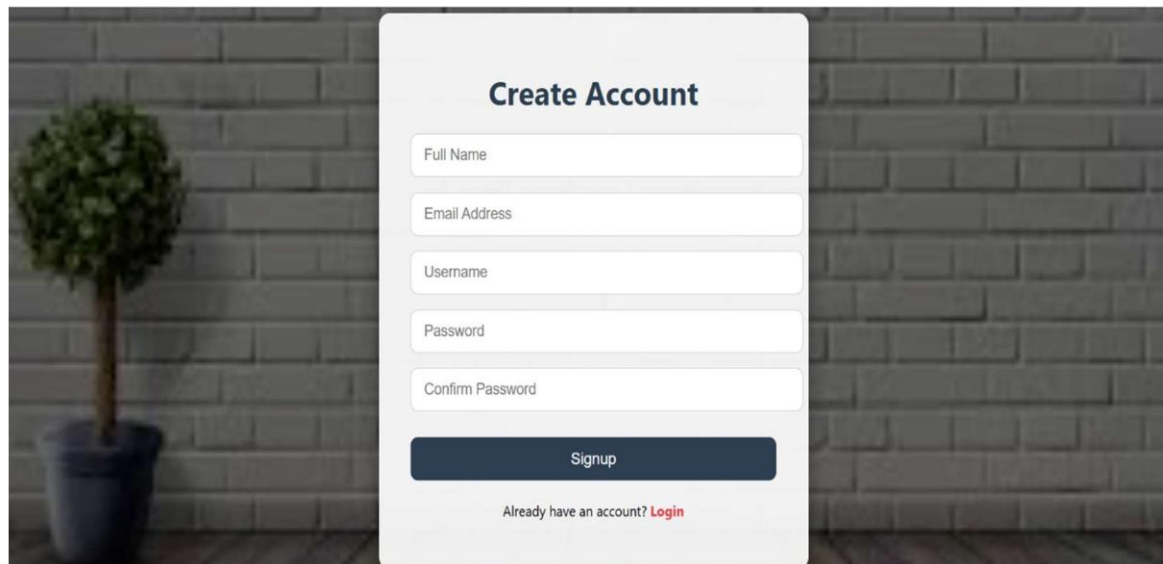 Create Account
Full Name
Email Address
Username
Password
Confirm Password
Signup
Already have an account? Login